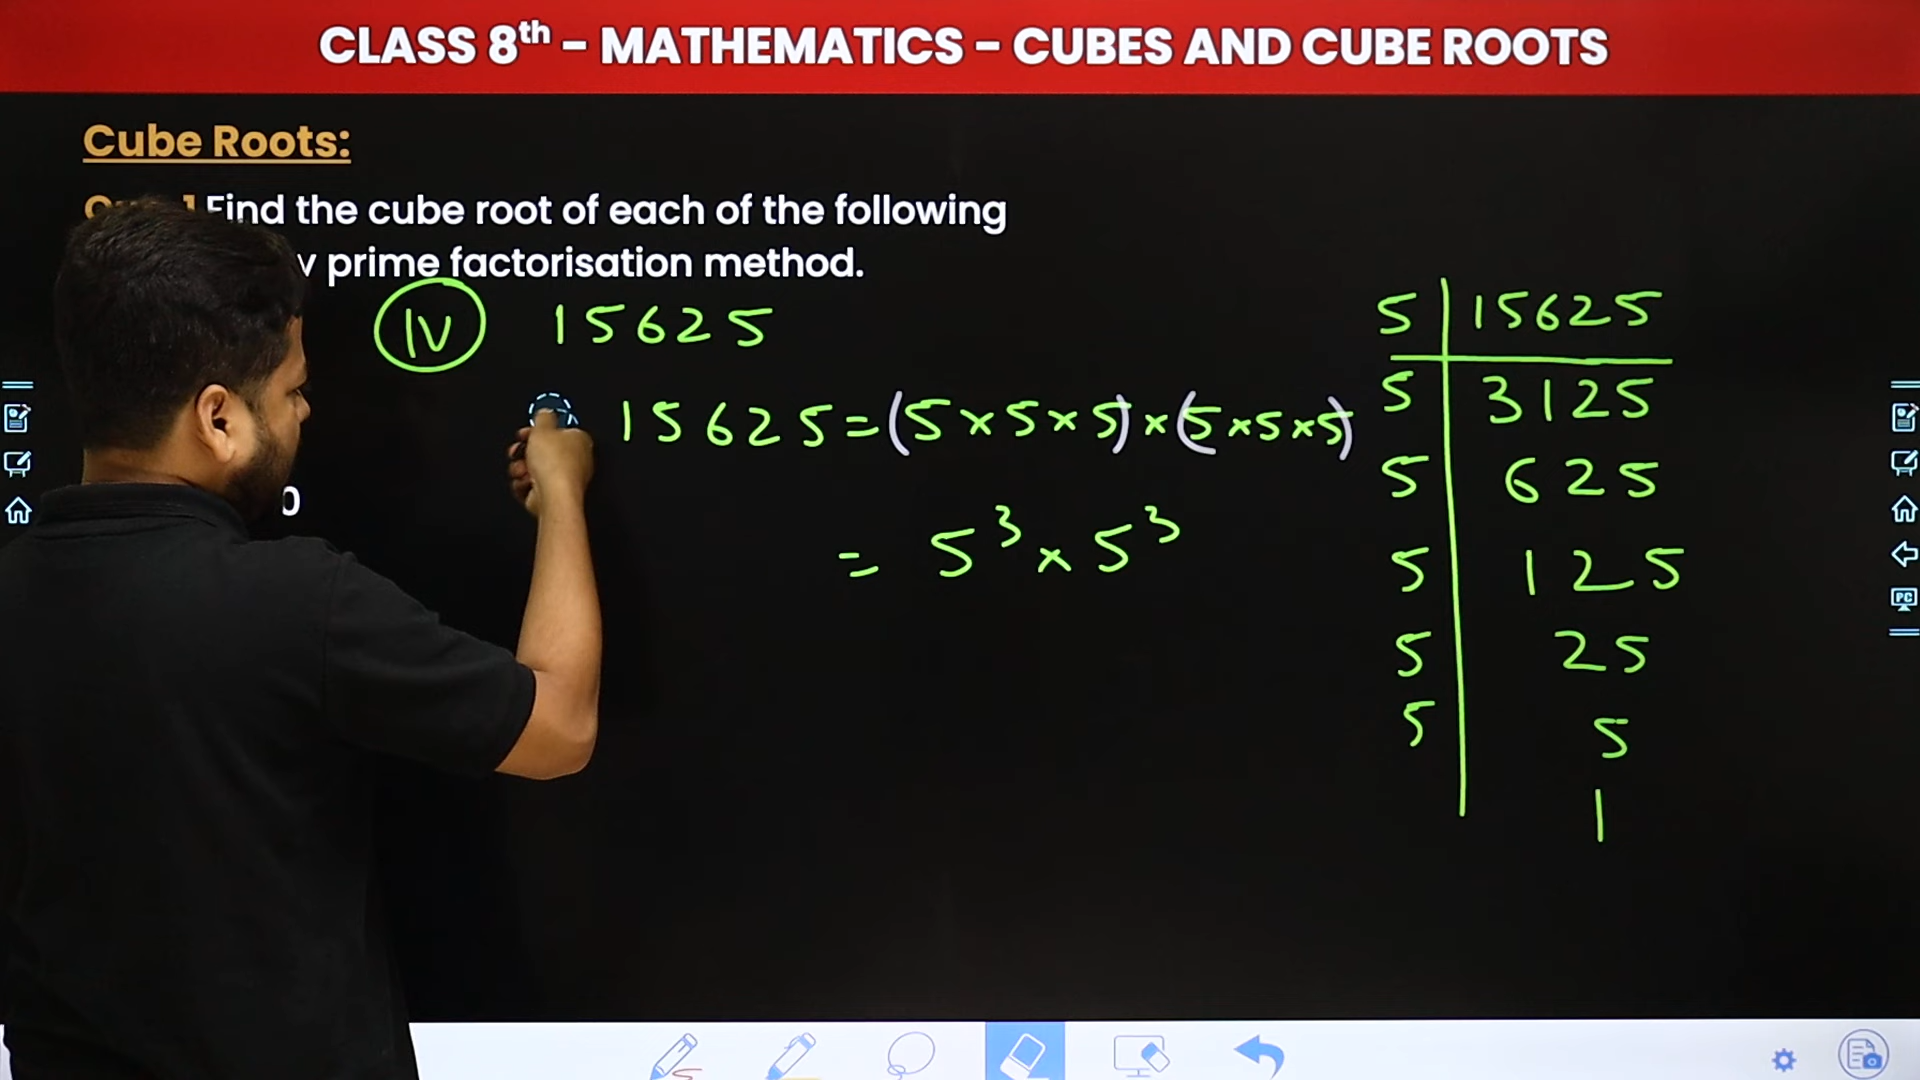 CLASS 8th - MATHEMATICS - CUBES AND CUBE ROOTS
Cube Roots:
Find the cube root of each of the following
prime factorisation method.
IV 15625
15625 = (5 × 5 × 5) × (5 × 5 × 5)
= 5³ × 5³
5 | 15625
5 | 3125
5 | 625
5 | 125
5 | 25
5 | 5
1
PC